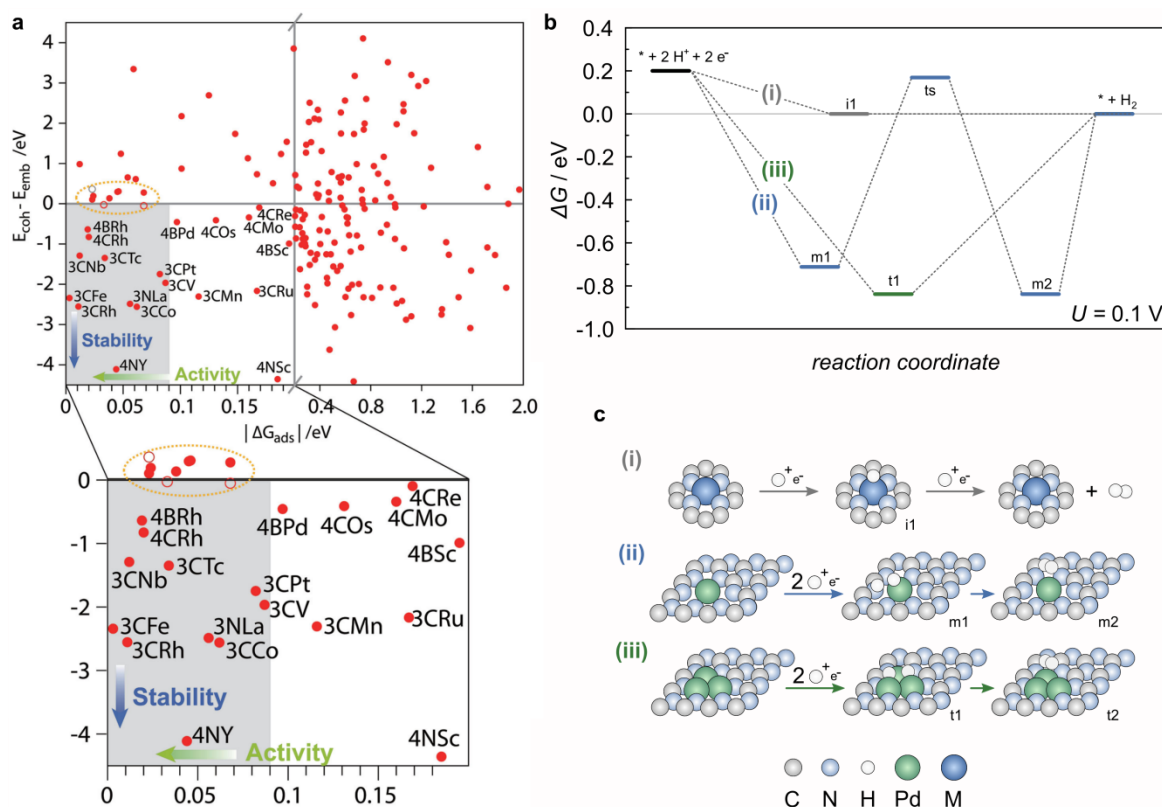 a
E_coh - E_emb /eV
4
3
2
1
0
-1
-2
-3
-4
4BRh
4CRh
3CNb
3CTc
3CFe
3CRh
3NLa
3CCo
3CPt
3CV
3CMn
4BPd
4COs
4CRe
4CMo
4BSc
3CRu
4NY
4NSc
Stability
Activity
0 0.05 0.10 0.15 0.4 0.8 1.2 1.6 2.0
|ΔG_ads| /eV
0
-1
-2
-3
-4
4BRh
4CRh
3CNb
3CTc
3CFe
3CRh
3NLa
3CCo
3CPt
3CV
3CMn
4BPd
4COs
4CRe
4CMo
4BSc
3CRu
4NY
4NSc
Stability
Activity
0 0.05 0.10 0.15
b
ΔG / eV
0.4
0.2
0.0
-0.2
-0.4
-0.6
-0.8
-1.0
* + 2 H⁺ + 2 e⁻
(i)
i1
ts
* + H₂
(iii)
(ii)
m1
t1
m2
U = 0.1 V
reaction coordinate
c
(i)
+ e-
+ e-
+
i1
(ii)
2 + e-
m1
m2
(iii)
2 + e-
t1
t2
C N H Pd M